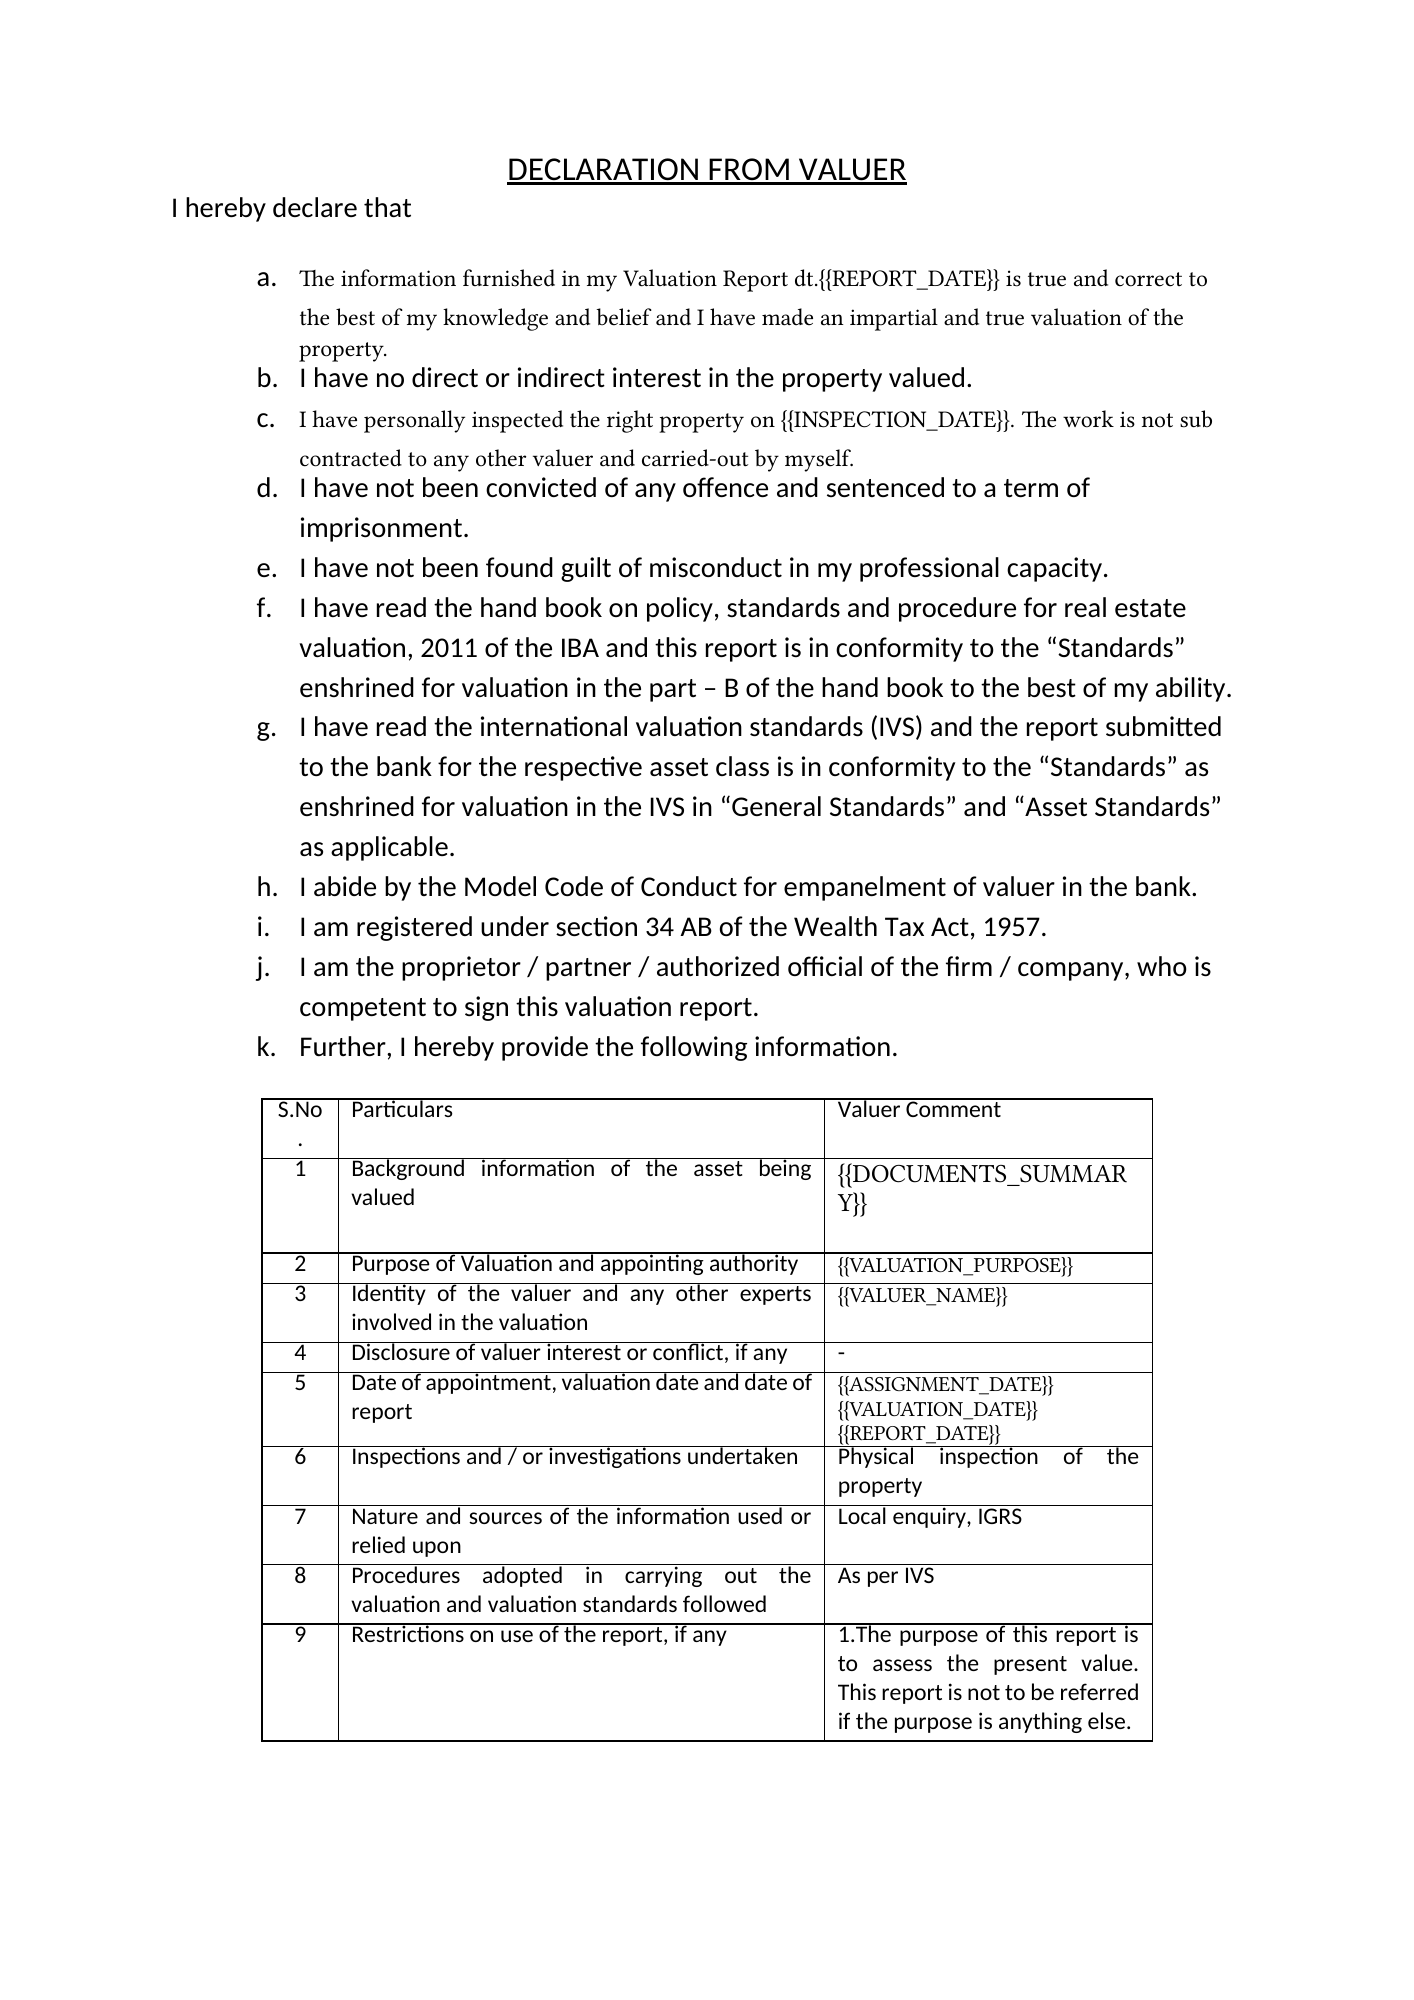 DECLARATION FROM VALUER
I hereby declare that
a. The information furnished in my Valuation Report dt.{{REPORT_DATE}} is true and correct to
the best of my knowledge and belief and I have made an impartial and true valuation of the
property.
b. I have no direct or indirect interest in the property valued.
c. I have personally inspected the right property on {{INSPECTION_DATE}}. The work is not sub
contracted to any other valuer and carried-out by myself.
d. I have not been convicted of any offence and sentenced to a term of
imprisonment.
e. I have not been found guilt of misconduct in my professional capacity.
f. I have read the hand book on policy, standards and procedure for real estate
valuation, 2011 of the IBA and this report is in conformity to the “Standards”
enshrined for valuation in the part – B of the hand book to the best of my ability.
g. I have read the international valuation standards (IVS) and the report submitted
to the bank for the respective asset class is in conformity to the “Standards” as
enshrined for valuation in the IVS in “General Standards” and “Asset Standards”
as applicable.
h. I abide by the Model Code of Conduct for empanelment of valuer in the bank.
i. I am registered under section 34 AB of the Wealth Tax Act, 1957.
j. I am the proprietor / partner / authorized official of the firm / company, who is
competent to sign this valuation report.
k. Further, I hereby provide the following information.
S.No Particulars Valuer Comment
.
1 Background information of the asset being {{DOCUMENTS_SUMMAR
valued Y}}
2 Purpose of Valuation and appointing authority {{VALUATION_PURPOSE}}
3 Identity of the valuer and any other experts {{VALUER_NAME}}
involved in the valuation
4 Disclosure of valuer interest or conflict, if any -
5 Date of appointment, valuation date and date of {{ASSIGNMENT_DATE}}
report {{VALUATION_DATE}}
{{REPORT_DATE}}
6 Inspections and / or investigations undertaken Physical inspection of the
property
7 Nature and sources of the information used or Local enquiry, IGRS
relied upon
8 Procedures adopted in carrying out the As per IVS
valuation and valuation standards followed
9 Restrictions on use of the report, if any 1.The purpose of this report is
to assess the present value.
This report is not to be referred
if the purpose is anything else.